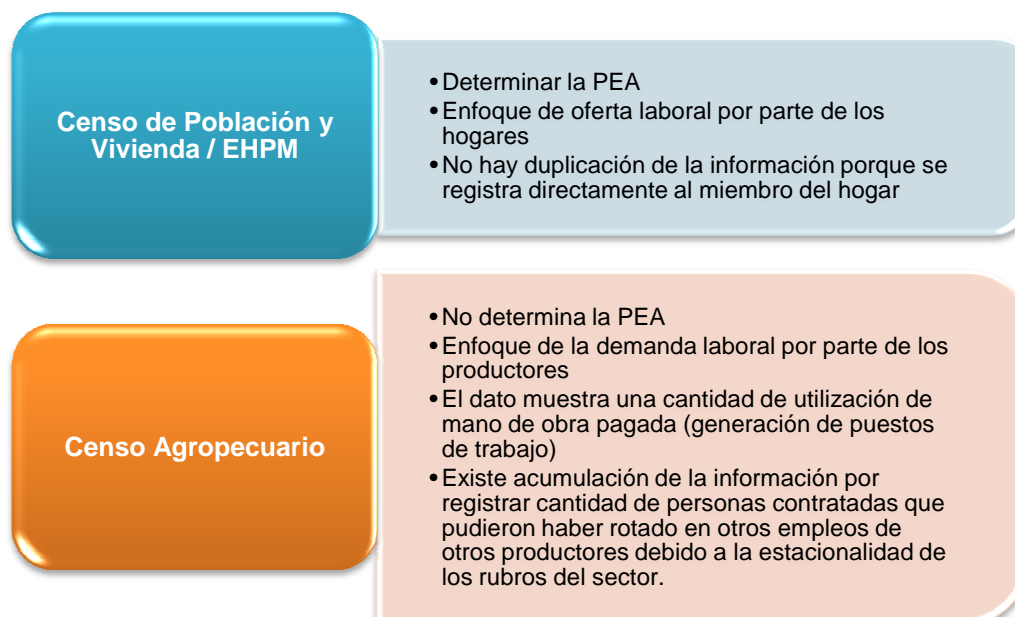 Censo de Población y
Vivienda / EHPM
•Determinar la PEA
•Enfoque de oferta laboral por parte de los
hogares
•No hay duplicación de la información porque se
registra directamente al miembro del hogar
Censo Agropecuario
•No determina la PEA
•Enfoque de la demanda laboral por parte de los
productores
•El dato muestra una cantidad de utilización de
mano de obra pagada (generación de puestos
de trabajo)
•Existe acumulación de la información por
registrar cantidad de personas contratadas que
pudieron haber rotado en otros empleos de
otros productores debido a la estacionalidad de
los rubros del sector.